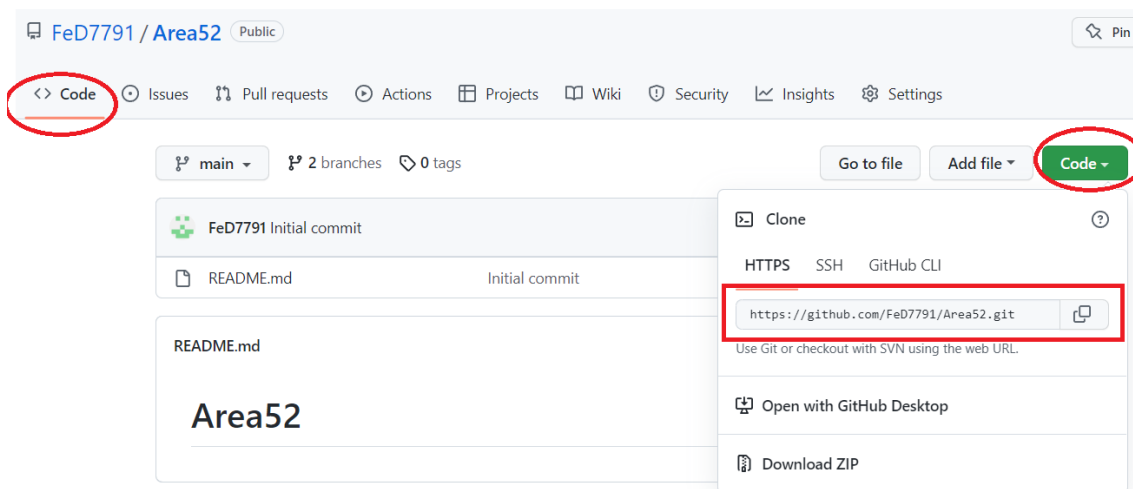 FeD7791 / Area52 Public
Pin
<> Code Issues Pull requests Actions Projects Wiki Security Insights Settings
main 2 branches 0 tags Go to file Add file Code
FeD7791 Initial commit
README.md Initial commit
README.md
Area52
Clone
HTTPS SSH GitHub CLI
https://github.com/FeD7791/Area52.git
Use Git or checkout with SVN using the web URL.
Open with GitHub Desktop
Download ZIP